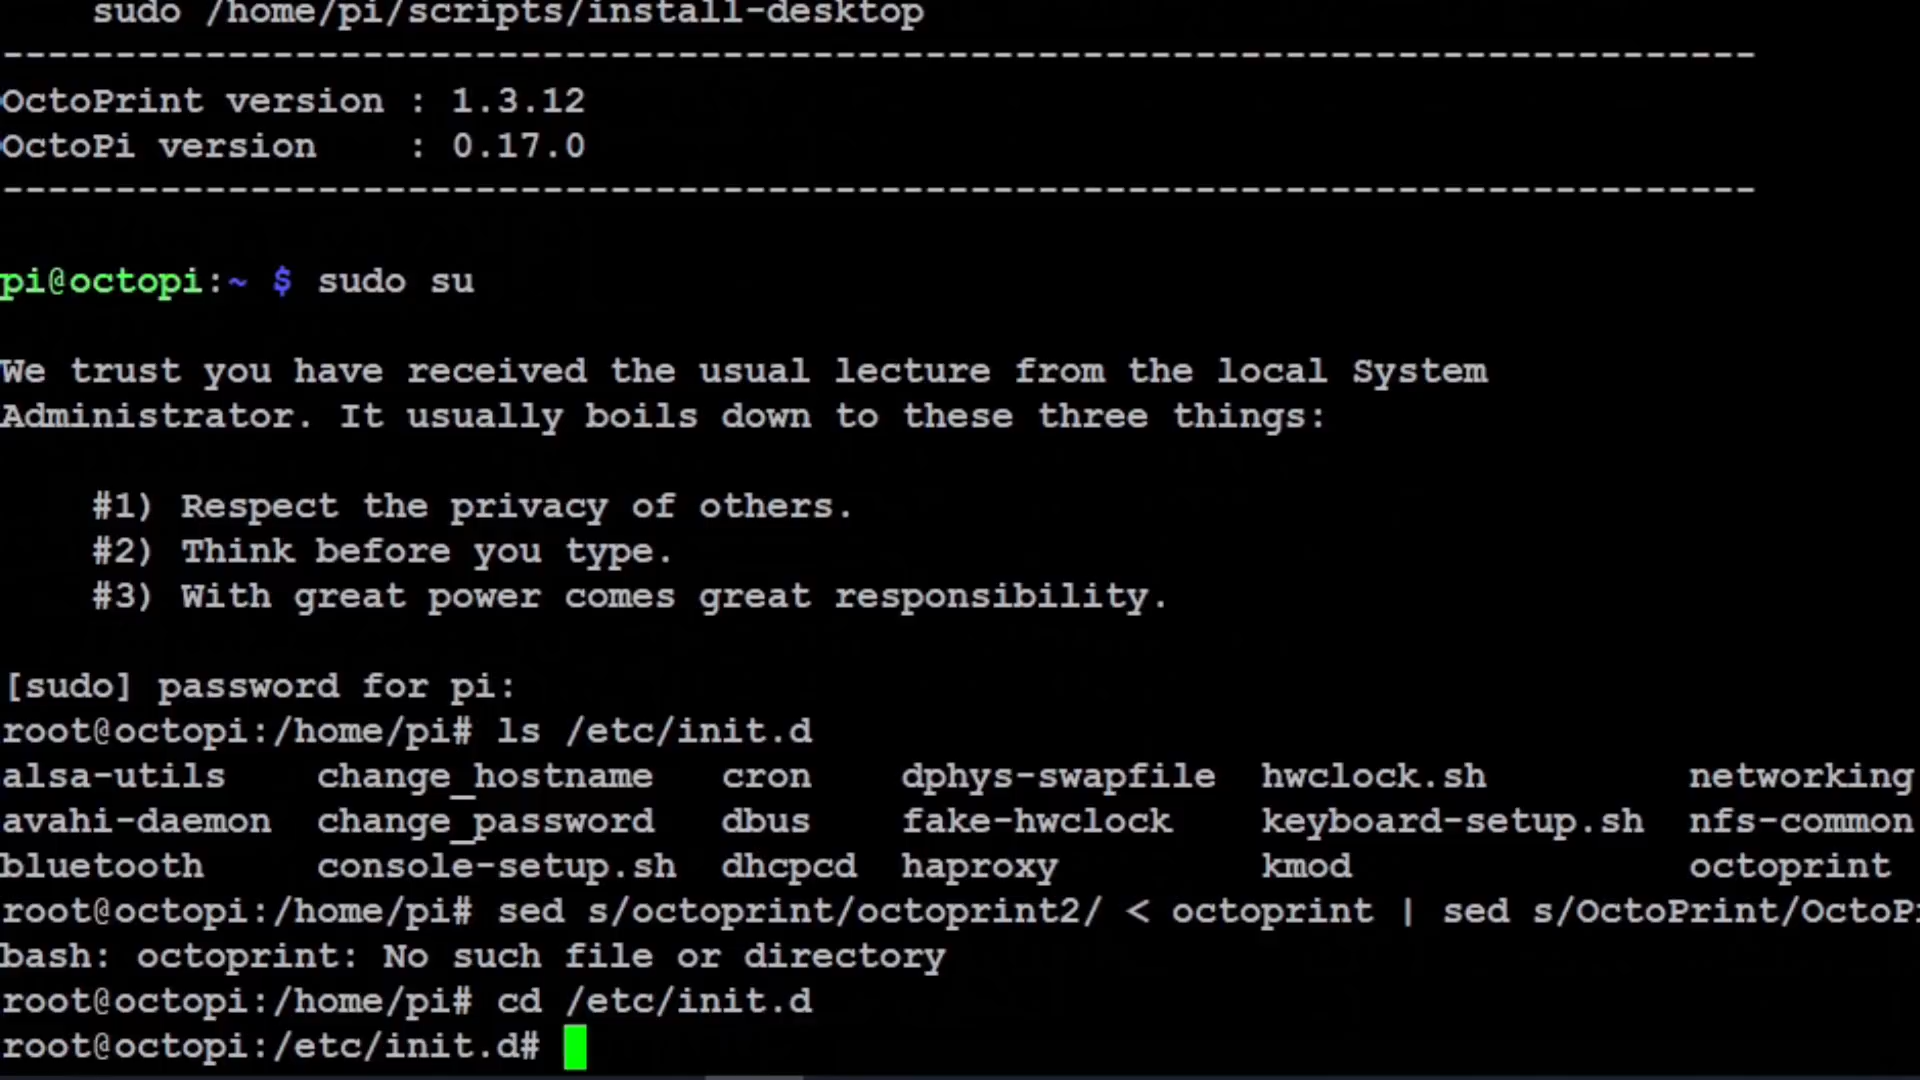 sudo /home/pi/scripts/install-desktop
------------------------------------------------------------------------------
OctoPrint version : 1.3.12
OctoPi version    : 0.17.0
------------------------------------------------------------------------------
pi@octopi:~ $ sudo su
We trust you have received the usual lecture from the local System
Administrator. It usually boils down to these three things:
#1) Respect the privacy of others.
#2) Think before you type.
#3) With great power comes great responsibility.
[sudo] password for pi:
root@octopi:/home/pi# ls /etc/init.d
alsa-utils    change_hostname   cron    dphys-swapfile  hwclock.sh         networking
avahi-daemon  change_password   dbus    fake-hwclock    keyboard-setup.sh  nfs-common
bluetooth     console-setup.sh  dhcpcd  haproxy         kmod               octoprint
root@octopi:/home/pi# sed s/octoprint/octoprint2/ < octoprint | sed s/OctoPrint/OctoP
bash: octoprint: No such file or directory
root@octopi:/home/pi# cd /etc/init.d
root@octopi:/etc/init.d#